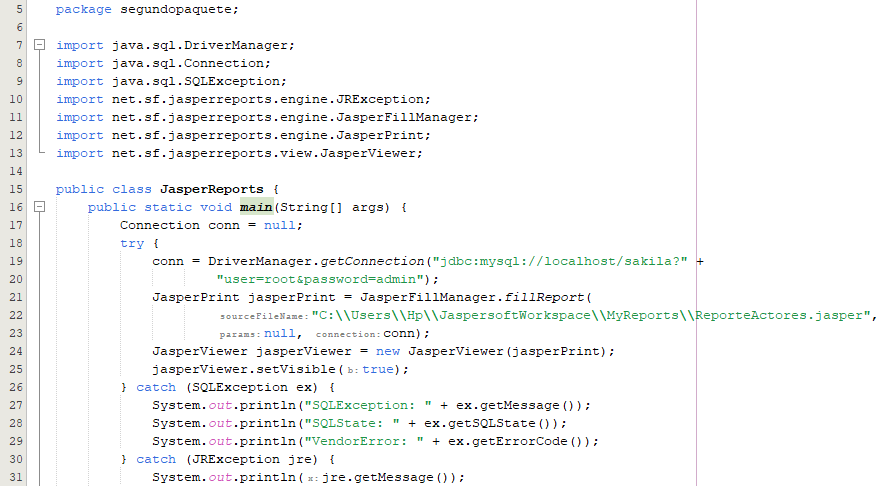 5 package segundopaquete;
6
7 import java.sql.DriverManager;
8 import java.sql.Connection;
9 import java.sql.SQLException;
10 import net.sf.jasperreports.engine.JRException;
11 import net.sf.jasperreports.engine.JasperFillManager;
12 import net.sf.jasperreports.engine.JasperPrint;
13 import net.sf.jasperreports.view.JasperViewer;
14
15 public class JasperReports {
16 public static void main(String[] args) {
17 Connection conn = null;
18 try {
19 conn = DriverManager.getConnection("jdbc:mysql://localhost/sakila?" +
20 "user=root&password=admin");
21 JasperPrint jasperPrint = JasperFillManager.fillReport(
22 sourceFileName: "C:\\Users\\Hp\\JaspersoftWorkspace\\MyReports\\ReporteActores.jasper",
23 params: null, connection: conn);
24 JasperViewer jasperViewer = new JasperViewer(jasperPrint);
25 jasperViewer.setVisible( b: true);
26 } catch (SQLException ex) {
27 System.out.println("SQLException: " + ex.getMessage());
28 System.out.println("SQLState: " + ex.getSQLState());
29 System.out.println("VendorError: " + ex.getErrorCode());
30 } catch (JRException jre) {
31 System.out.println( x: jre.getMessage());